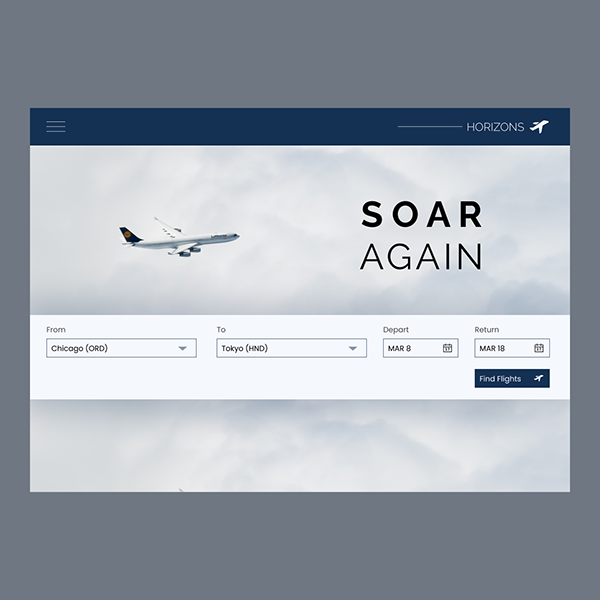 HORIZONS
SOAR
AGAIN
From
To
Depart
Return
Chicago (ORD)
Tokyo (HND)
MAR 8
MAR 18
Find Flights